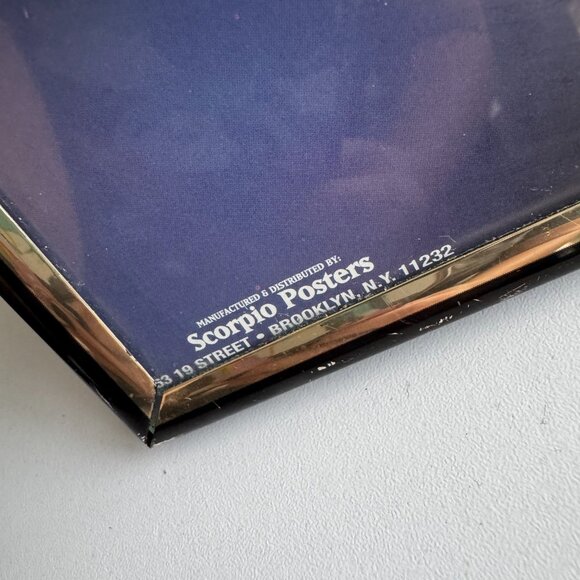 MANUFACTURED & DISTRIBUTED BY:
Scorpio Posters
53 19 STREET • BROOKLYN, N.Y. 11232